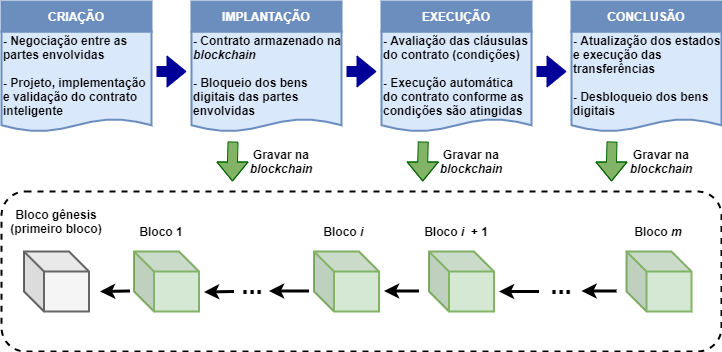 CRIAÇÃO
- Negociação entre as
partes envolvidas
- Projeto, implementação
e validação do contrato
inteligente
IMPLANTAÇÃO
- Contrato armazenado na
blockchain
- Bloqueio dos bens
digitais das partes
envolvidas
EXECUÇÃO
- Avaliação das cláusulas
do contrato (condições)
- Execução automática
do contrato conforme as
condições são atingidas
CONCLUSÃO
- Atualização dos estados
e execução das
transferências
- Desbloqueio dos bens
digitais
Gravar na
blockchain
Gravar na
blockchain
Gravar na
blockchain
Bloco gênesis
(primeiro bloco)
Bloco 1
...
Bloco i
Bloco i + 1
...
Bloco m